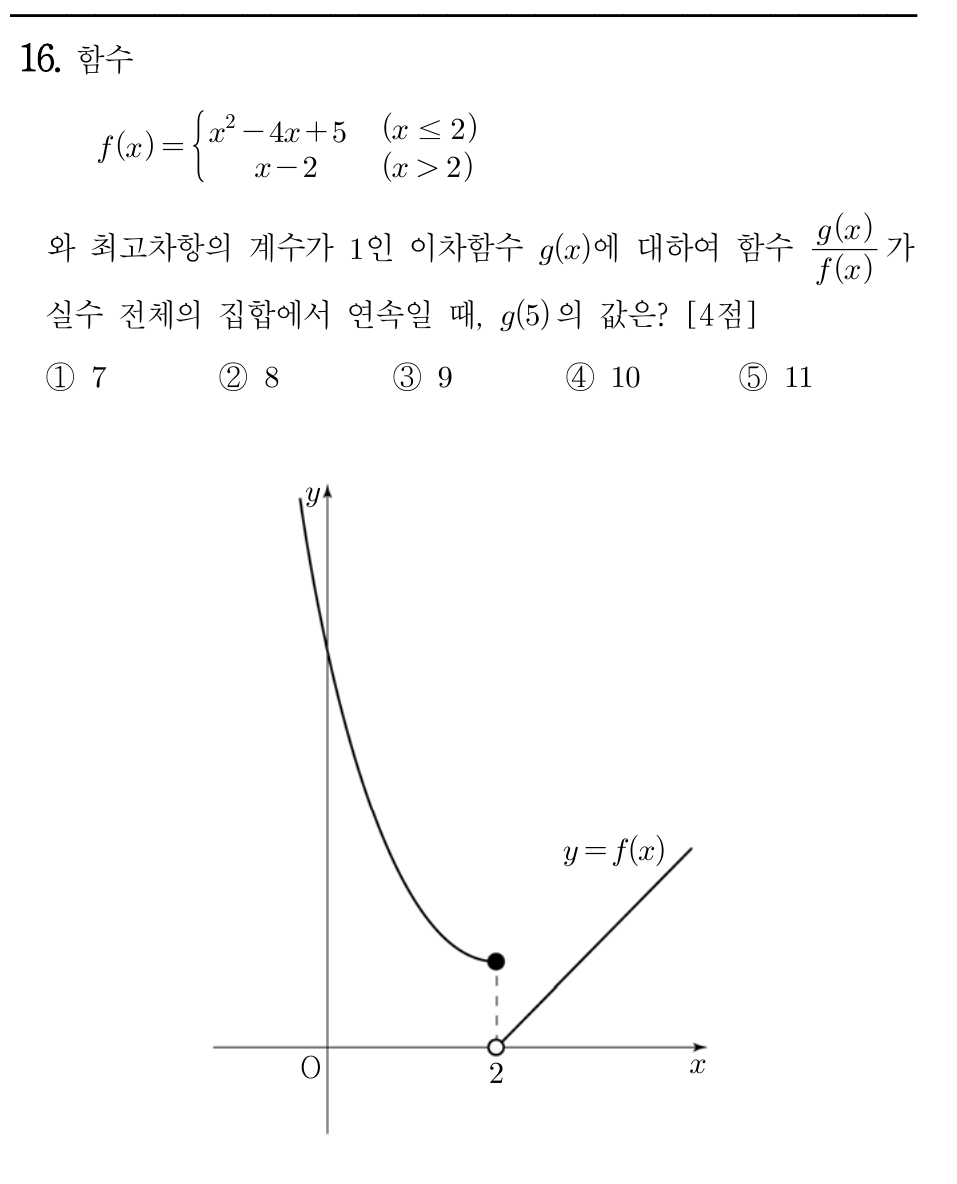 16. 함수
f(x) = { x² - 4x + 5 (x ≤ 2)
x - 2 (x > 2)
와 최고차항의 계수가 1인 이차함수 g(x)에 대하여 함수 g(x)/f(x) 가
실수 전체의 집합에서 연속일 때, g(5)의 값은? [4점]
① 7 ② 8 ③ 9 ④ 10 ⑤ 11
y
y = f(x)
O 2 x